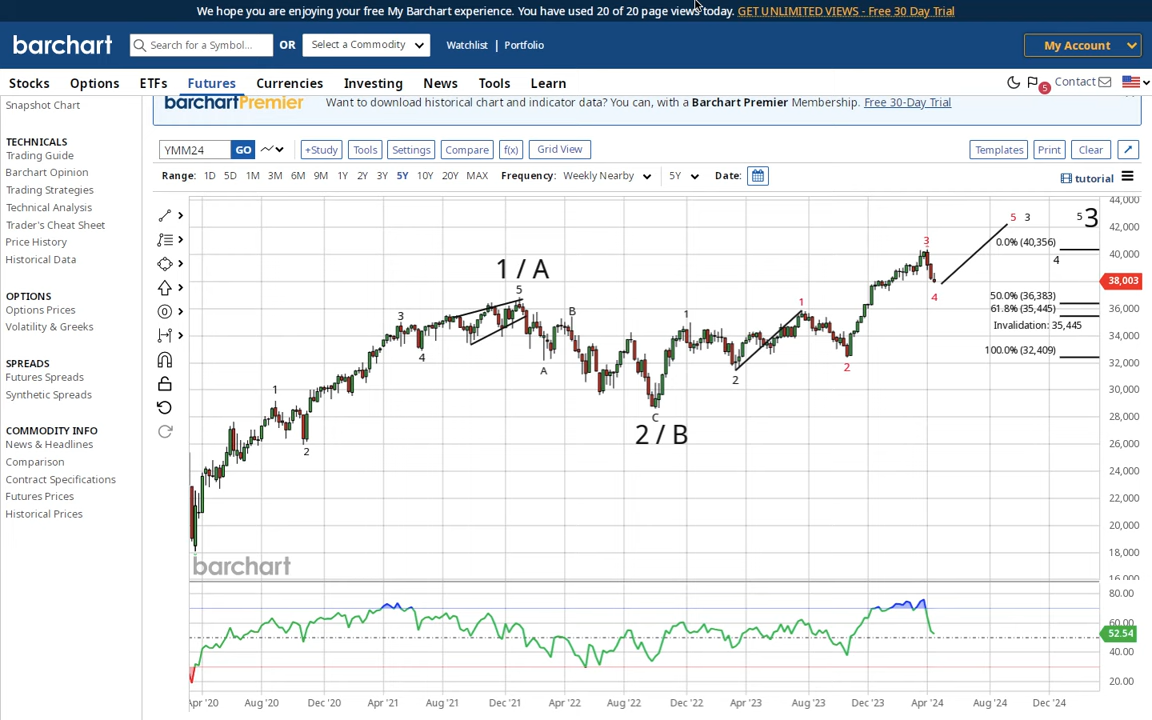 We hope you are enjoying your free My Barchart experience. You have used 20 of 20 page views today. GET UNLIMITED VIEWS - Free 30 Day Trial
barchart Search for a Symbol... OR Select a Commodity Watchlist | Portfolio My Account
Stocks Options ETFs Futures Currencies Investing News Tools Learn 5 Contact
Snapshot Chart
TECHNICALS
Trading Guide
Barchart Opinion
Trading Strategies
Technical Analysis
Trader's Cheat Sheet
Price History
Historical Data
OPTIONS
Options Prices
Volatility & Greeks
SPREADS
Futures Spreads
Synthetic Spreads
COMMODITY INFO
News & Headlines
Comparison
Contract Specifications
Futures Prices
Historical Prices
barchartPremier Want to download historical chart and indicator data? You can, with a Barchart Premier Membership. Free 30-Day Trial
YMM24 GO +Study Tools Settings Compare f(x) Grid View Templates Print Clear
Range: 1D 5D 1M 3M 6M 9M 1Y 2Y 3Y 5Y 10Y 20Y MAX Frequency: Weekly Nearby 5Y Date: tutorial
44,000
5 3 5 3
42,000
3 0.0% (40,356)
40,000
4
1 / A
38,003
5 4 50.0% (36,383)
36,000
3 B 1 1 61.8% (35,445)
Invalidation: 35,445
34,000
4 100.0% (32,409)
32,000
A 2 2
30,000
1
28,000
C
2 / B
26,000
2
24,000
22,000
20,000
18,000
barchart
16,000
80.00
60.00
52.54
40.00
20.00
Apr '20 Aug '20 Dec '20 Apr '21 Aug '21 Dec '21 Apr '22 Aug '22 Dec '22 Apr '23 Aug '23 Dec '23 Apr '24 Aug '24 Dec '24